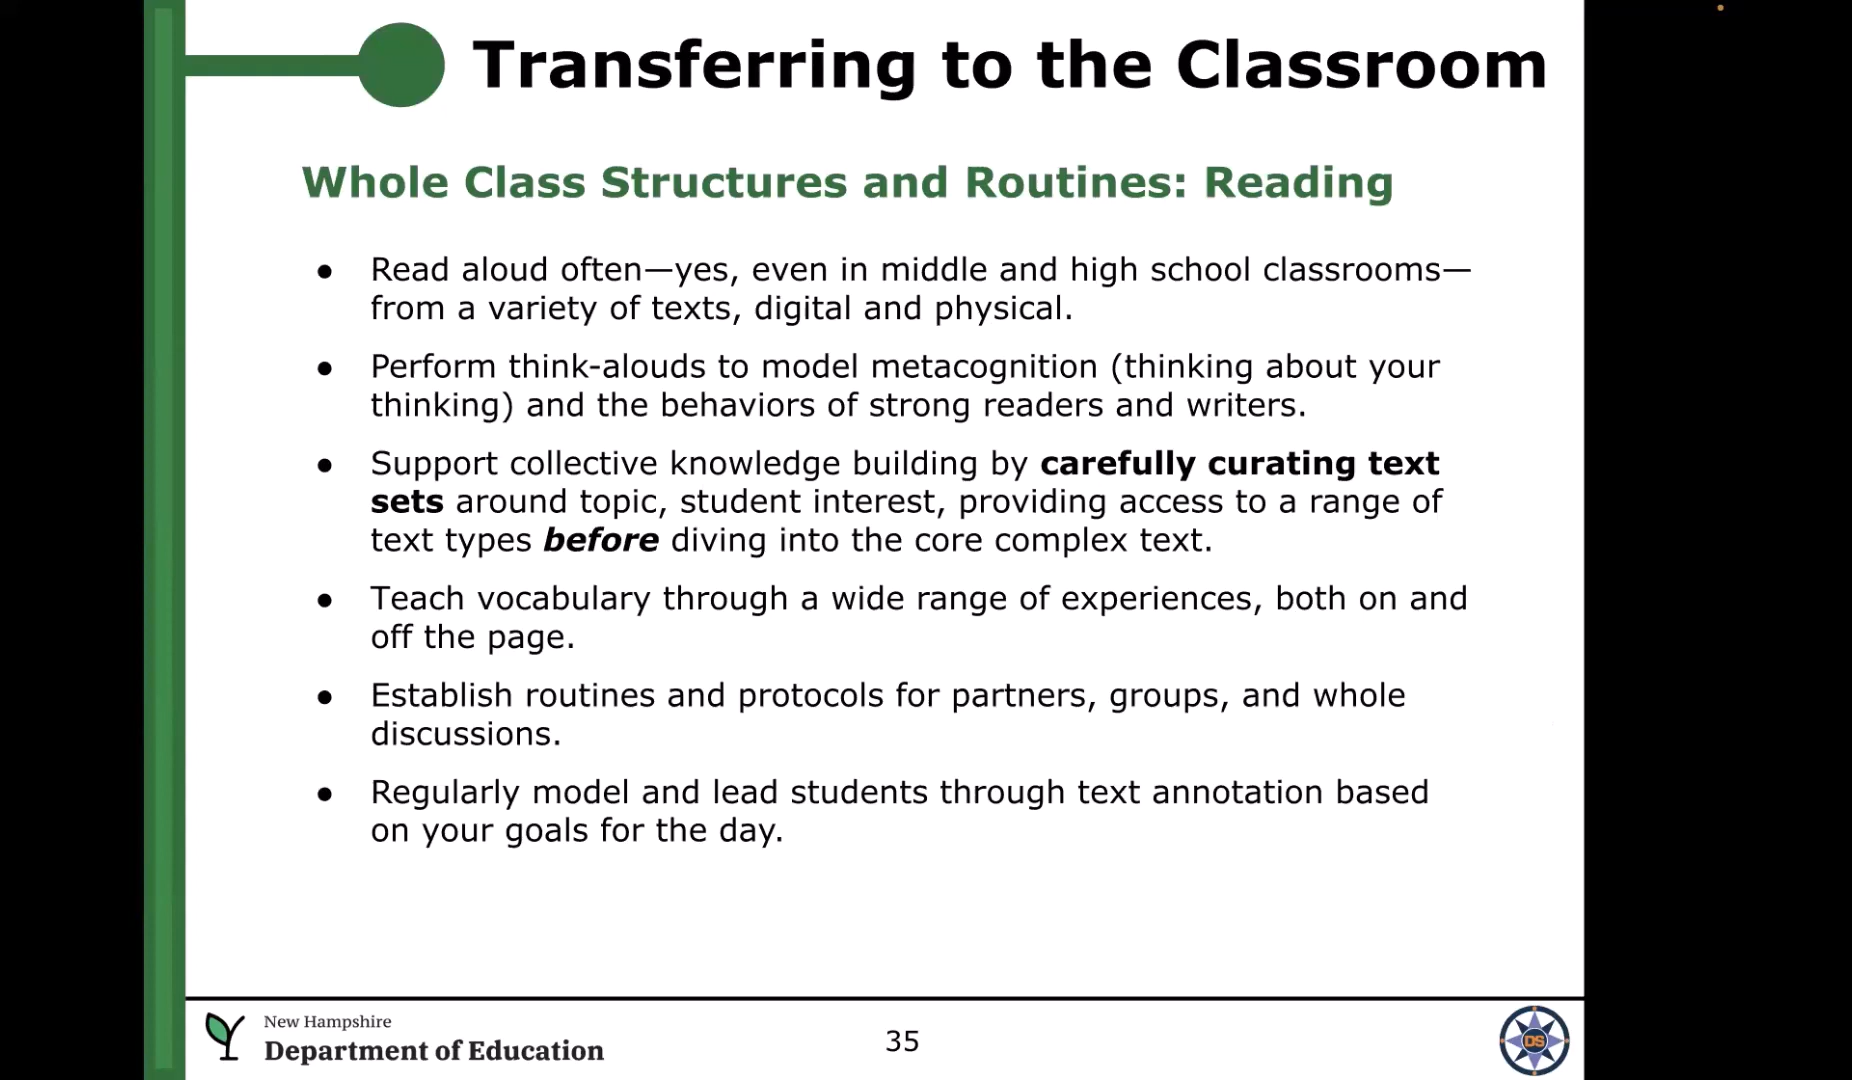 Transferring to the Classroom
Whole Class Structures and Routines: Reading
● Read aloud often—yes, even in middle and high school classrooms—
from a variety of texts, digital and physical.
● Perform think-alouds to model metacognition (thinking about your
thinking) and the behaviors of strong readers and writers.
● Support collective knowledge building by carefully curating text
sets around topic, student interest, providing access to a range of
text types before diving into the core complex text.
● Teach vocabulary through a wide range of experiences, both on and
off the page.
● Establish routines and protocols for partners, groups, and whole
discussions.
● Regularly model and lead students through text annotation based
on your goals for the day.
New Hampshire
Department of Education
35
DS